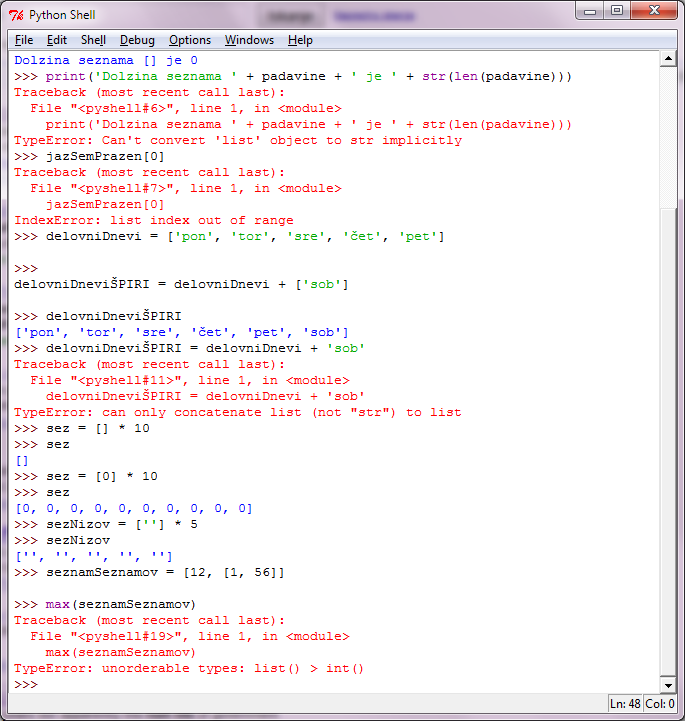 Python Shell
File Edit Shell Debug Options Windows Help
Dolzina seznama [] je 0
>>> print('Dolzina seznama ' + padavine + ' je ' + str(len(padavine)))
Traceback (most recent call last):
  File "<pyshell#6>", line 1, in <module>
    print('Dolzina seznama ' + padavine + ' je ' + str(len(padavine)))
TypeError: Can't convert 'list' object to str implicitly
>>> jazSemPrazen[0]
Traceback (most recent call last):
  File "<pyshell#7>", line 1, in <module>
    jazSemPrazen[0]
IndexError: list index out of range
>>> delovniDnevi = ['pon', 'tor', 'sre', 'čet', 'pet']
>>>
delovniDneviŠPIRI = delovniDnevi + ['sob']
>>> delovniDneviŠPIRI
['pon', 'tor', 'sre', 'čet', 'pet', 'sob']
>>> delovniDneviŠPIRI = delovniDnevi + 'sob'
Traceback (most recent call last):
  File "<pyshell#11>", line 1, in <module>
    delovniDneviŠPIRI = delovniDnevi + 'sob'
TypeError: can only concatenate list (not "str") to list
>>> sez = [] * 10
>>> sez
[]
>>> sez = [0] * 10
>>> sez
[0, 0, 0, 0, 0, 0, 0, 0, 0, 0]
>>> sezNizov = [''] * 5
>>> sezNizov
['', '', '', '', '']
>>> seznamSeznamov = [12, [1, 56]]
>>> max(seznamSeznamov)
Traceback (most recent call last):
  File "<pyshell#19>", line 1, in <module>
    max(seznamSeznamov)
TypeError: unorderable types: list() > int()
>>>
Ln: 48 Col: 0